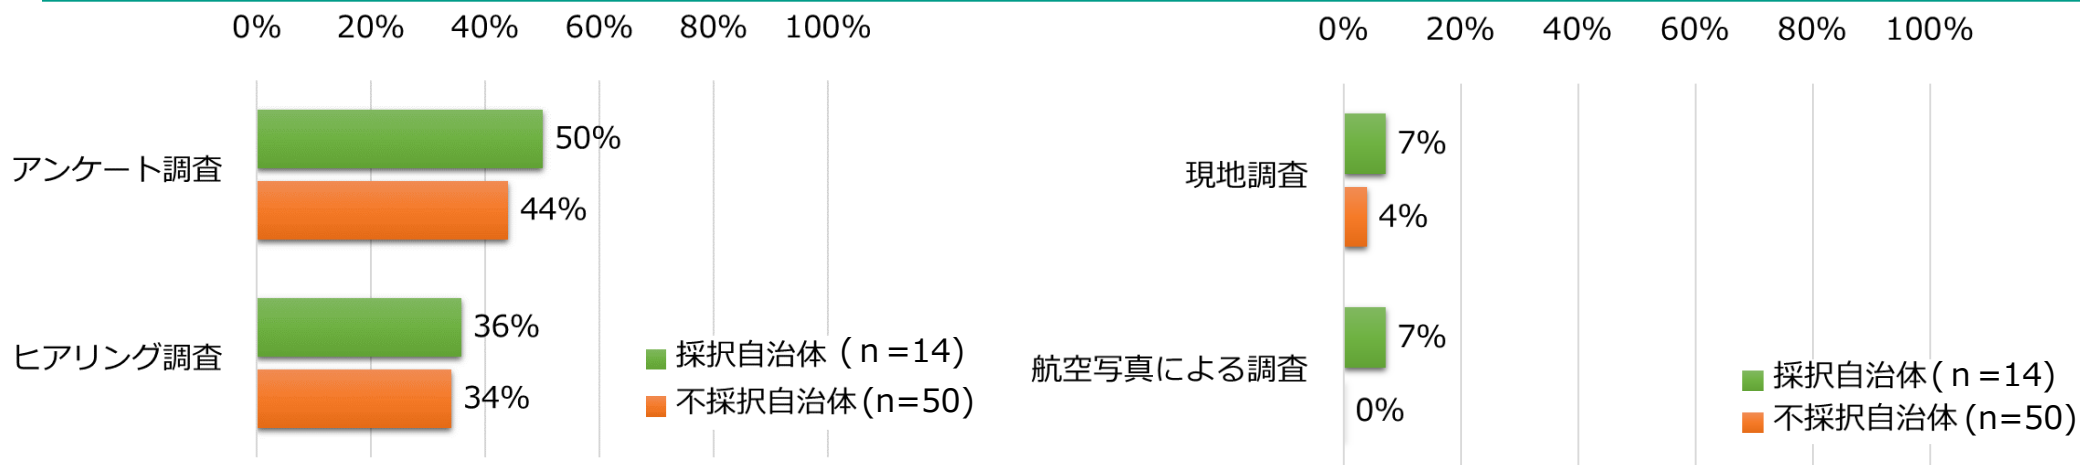 0% 20% 40% 60% 80% 100%
アンケート調査
50%
44%
ヒアリング調査
36%
34%
採択自治体 (ｎ=14)
不採択自治体(n=50)
0% 20% 40% 60% 80% 100%
現地調査
7%
4%
航空写真による調査
7%
0%
採択自治体(ｎ=14)
不採択自治体(n=50)